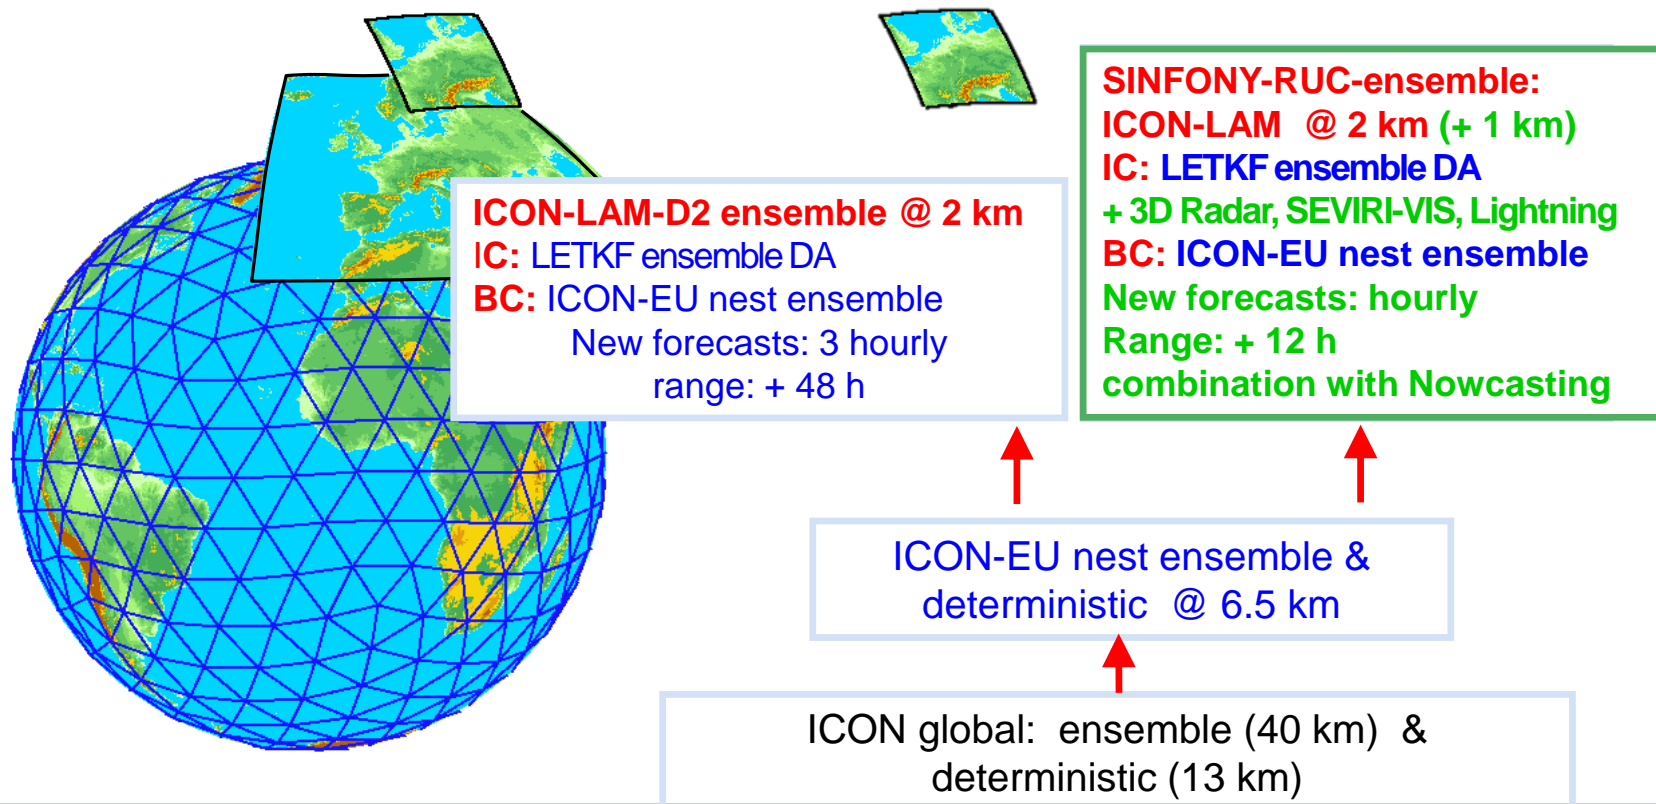 ICON-LAM-D2 ensemble @ 2 km
IC: LETKF ensemble DA
BC: ICON-EU nest ensemble
New forecasts: 3 hourly
range: + 48 h
SINFONY-RUC-ensemble:
ICON-LAM @ 2 km (+ 1 km)
IC: LETKF ensemble DA
+ 3D Radar, SEVIRI-VIS, Lightning
BC: ICON-EU nest ensemble
New forecasts: hourly
Range: + 12 h
combination with Nowcasting
ICON-EU nest ensemble &
deterministic @ 6.5 km
ICON global: ensemble (40 km) &
deterministic (13 km)